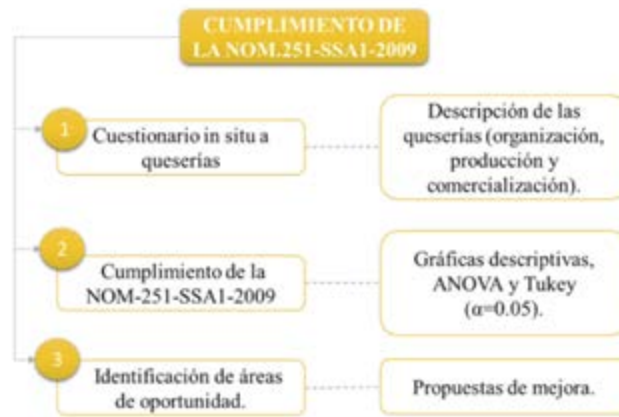 CUMPLIMIENTO DE
LA NOM.251-SSA1-2009
1
Cuestionario in situ a
queserías
Descripción de las
queserías (organización,
producción y
comercialización).
2
Cumplimiento de la
NOM-251-SSA1-2009
Gráficas descriptivas,
ANOVA y Tukey
(α=0.05).
3
Identificación de áreas
de oportunidad.
Propuestas de mejora.